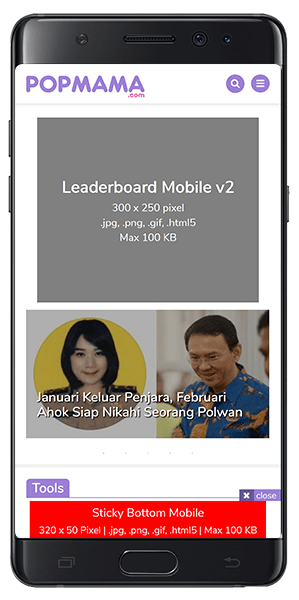 POPMAMA
.com
Leaderboard Mobile v2
300 x 250 pixel
.jpg, .png, .gif, .html5
Max 100 KB
Januari Keluar Penjara, Februari
Ahok Siap Nikahi Seorang Polwan
Tools
× close
Sticky Bottom Mobile
320 x 50 Pixel | .jpg, .png, .gif, .html5 | Max 100 KB